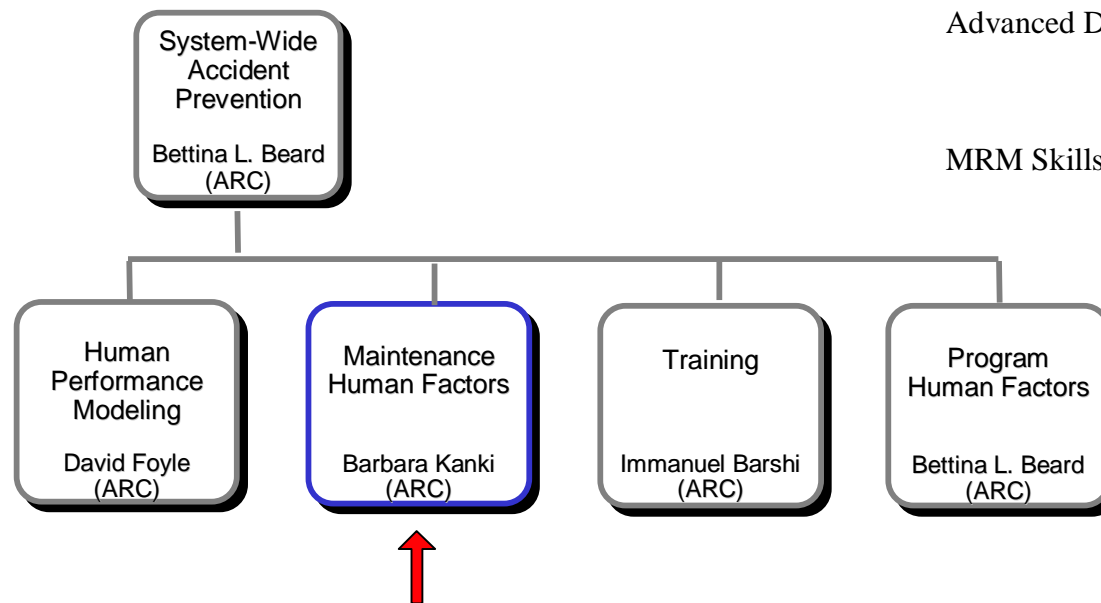 Advanced D
System-Wide
Accident
Prevention
Bettina L. Beard
(ARC)
MRM Skills
Human
Performance
Modeling
David Foyle
(ARC)
Maintenance
Human Factors
Barbara Kanki
(ARC)
Training
Immanuel Barshi
(ARC)
Program
Human Factors
Bettina L. Beard
(ARC)